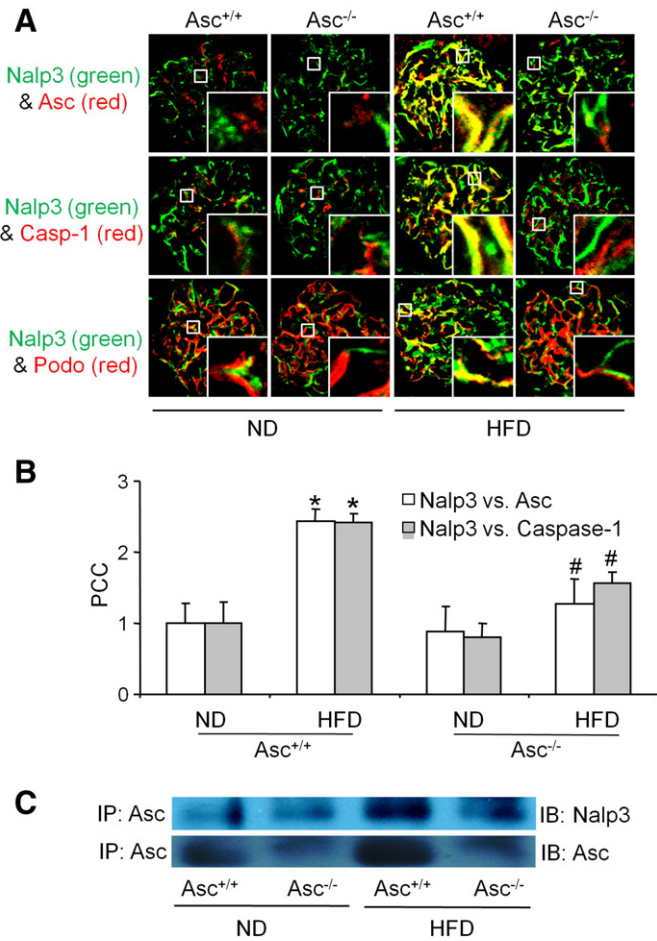 A
Asc+/+ Asc-/- Asc+/+ Asc-/-
Nalp3 (green)
& Asc (red)
Nalp3 (green)
& Casp-1 (red)
Nalp3 (green)
& Podo (red)
ND HFD
B
3
2
1
0
PCC
* *
# #
Nalp3 vs. Asc
Nalp3 vs. Caspase-1
ND HFD ND HFD
Asc+/+ Asc-/-
C
IP: Asc IB: Nalp3
IP: Asc IB: Asc
Asc+/+ Asc-/- Asc+/+ Asc-/-
ND HFD